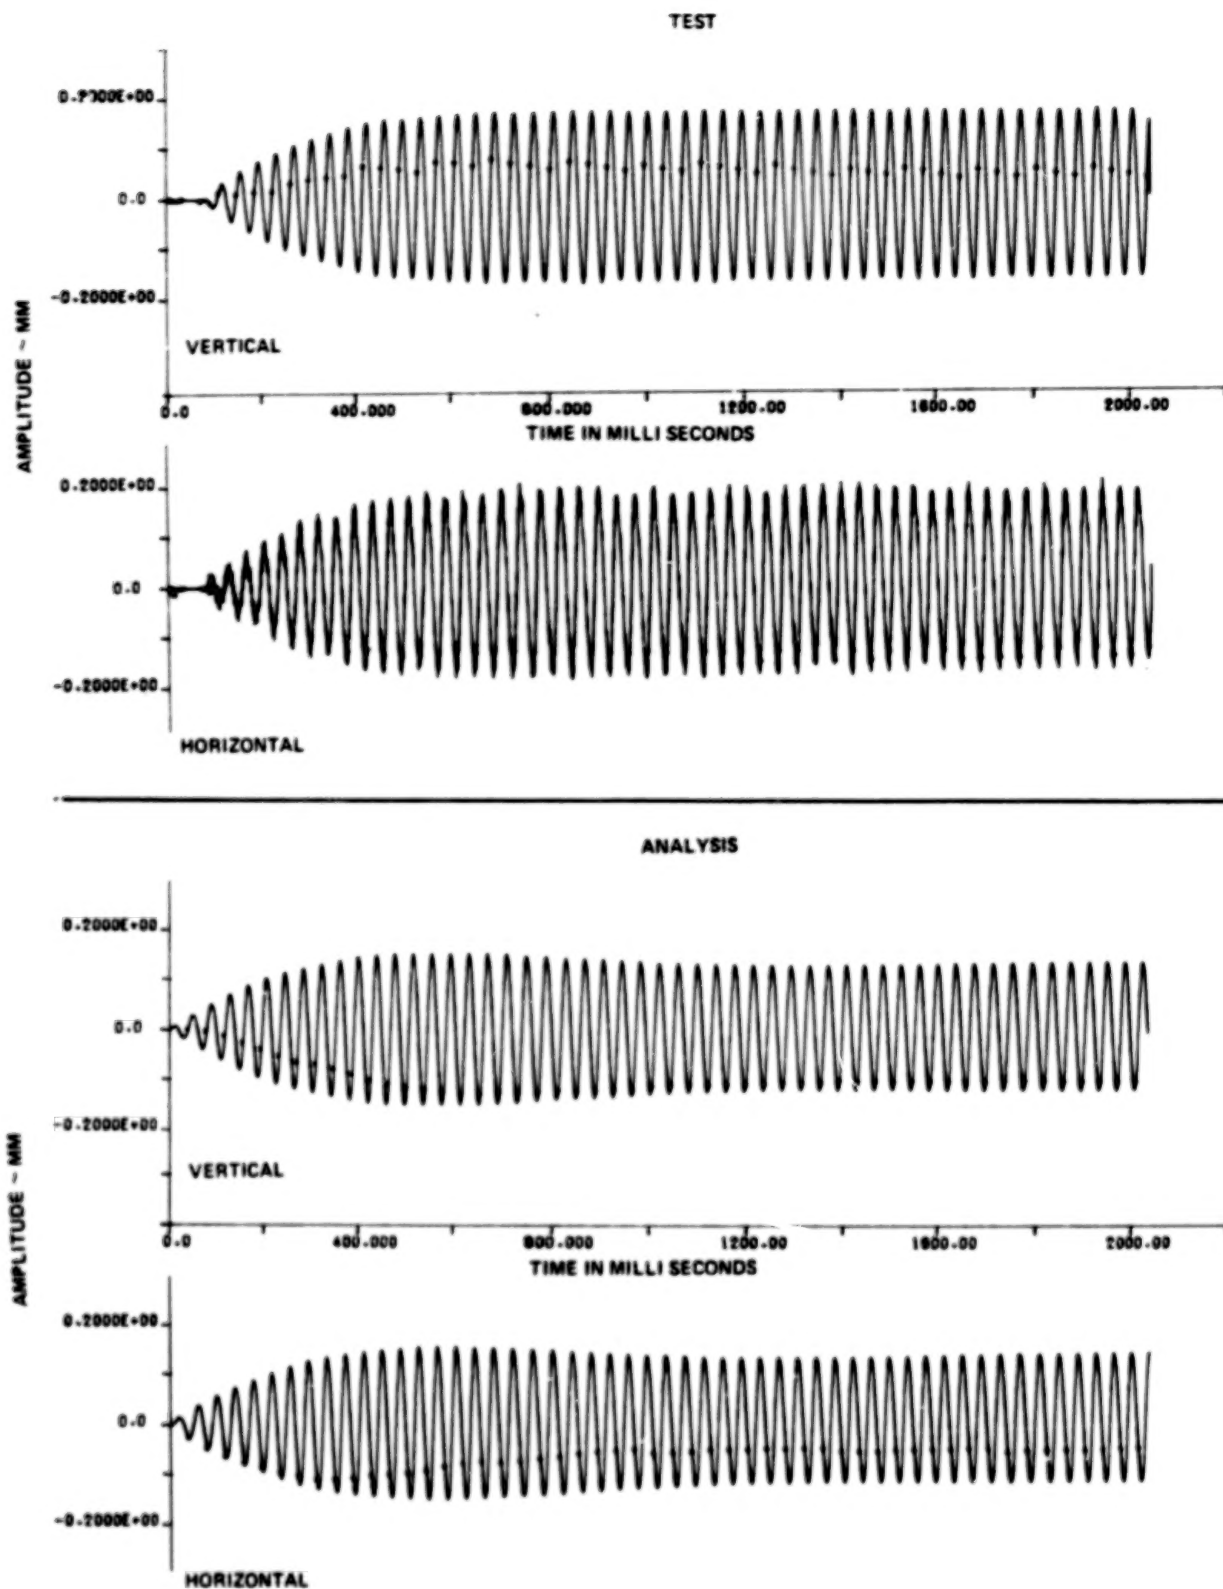 TEST
0.2000E+00
0.0
-0.2000E+00
VERTICAL
AMPLITUDE ~ MM
0.0 400.000 800.000 1200.00 1600.00 2000.00
TIME IN MILLI SECONDS
0.2000E+00
0.0
-0.2000E+00
HORIZONTAL
ANALYSIS
0.2000E+00
0.0
-0.2000E+00
VERTICAL
AMPLITUDE ~ MM
0.0 400.000 800.000 1200.00 1600.00 2000.00
TIME IN MILLI SECONDS
0.2000E+00
0.0
-0.2000E+00
HORIZONTAL